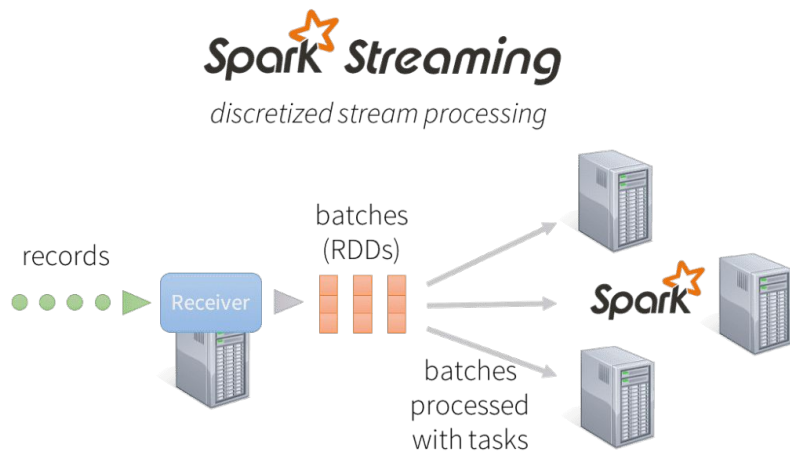 Spark Streaming
discretized stream processing
records
Receiver
batches
(RDDs)
Spark
batches
processed
with tasks